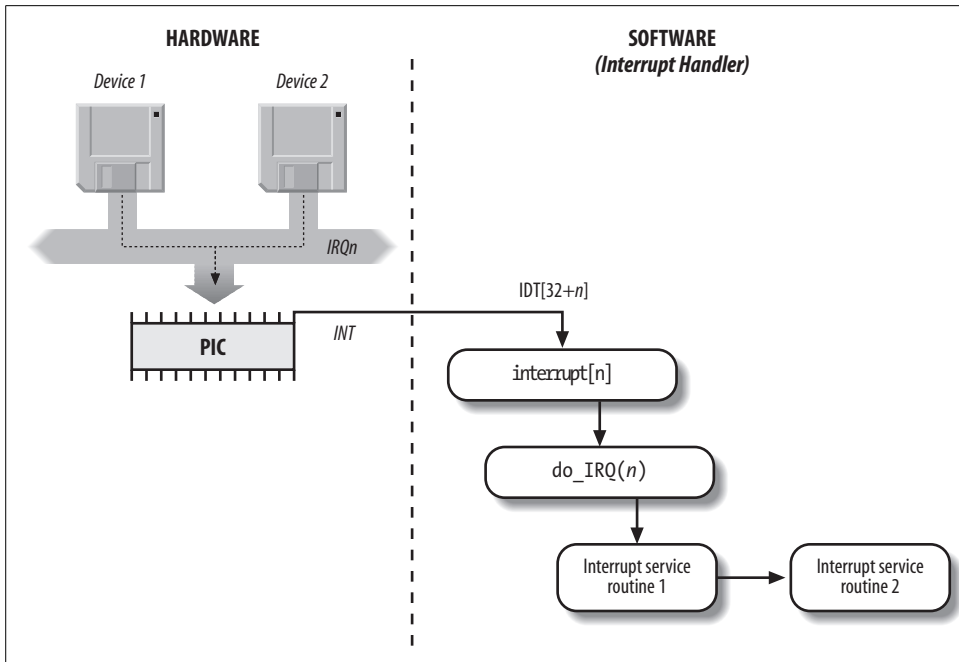 HARDWARE
SOFTWARE
(Interrupt Handler)
Device 1
Device 2
IRQn
IDT[32+n]
INT
PIC
interrupt[n]
do_IRQ(n)
Interrupt service
routine 1
Interrupt service
routine 2